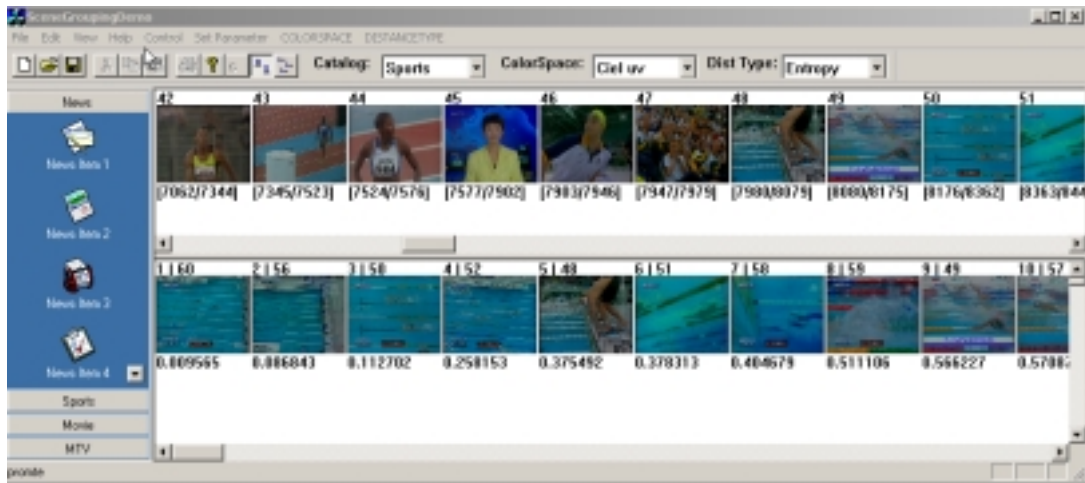 SceneGroupingDemo
File Edit View Help Control Set Parameter COLORSPACE DISTANCETYPE
Catalog: Sports ColorSpace: Ciel uv Dist Type: Entropy
News
News Item 1
News Item 2
News Item 3
News Item 4
Sports
Movie
MTV
42 43 44 45 46 47 48 49 50 51
[7062/7344] [7345/7523] [7524/7576] [7577/7902] [7903/7946] [7947/7979] [7980/8079] [8080/8175] [8176/8362] [8363/844
1 | 60 2 | 56 3 | 50 4 | 52 5 | 48 6 | 51 7 | 58 8 | 59 9 | 49 10 | 57
0.009565 0.086843 0.112702 0.258153 0.375492 0.378313 0.404679 0.511106 0.566227 0.5708